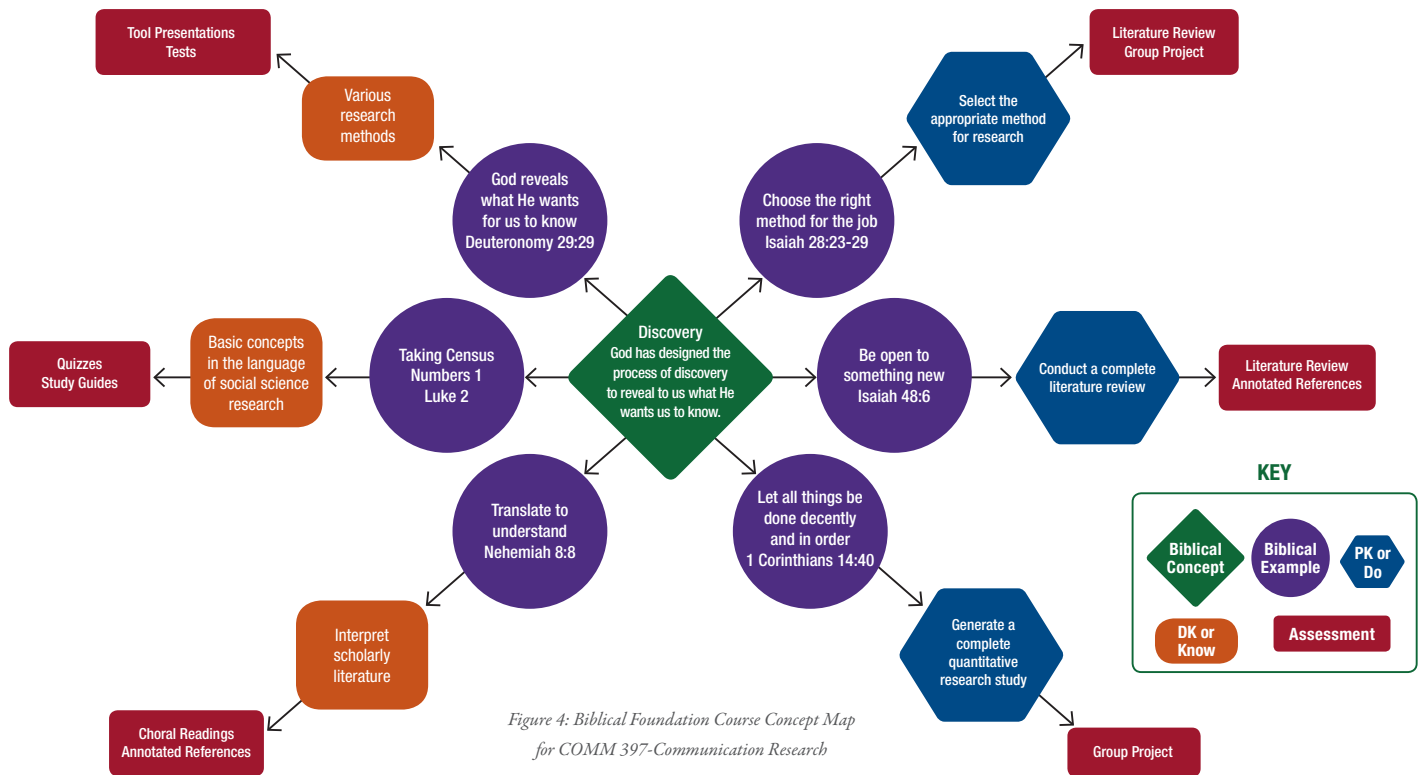 Tool Presentations
Tests
Various
research
methods
God reveals
what He wants
for us to know
Deuteronomy 29:29
Literature Review
Group Project
Select the
appropriate method
for research
Choose the right
method for the job
Isaiah 28:23-29
Discovery
God has designed the
process of discovery
to reveal to us what He
wants us to know.
Quizzes
Study Guides
Basic concepts
in the language
of social science
research
Taking Census
Numbers 1
Luke 2
Be open to
something new
Isaiah 48:6
Conduct a complete
literature review
Literature Review
Annotated References
Translate to
understand
Nehemiah 8:8
Interpret
scholarly
literature
Choral Readings
Annotated References
Let all things be
done decently
and in order
1 Corinthians 14:40
Generate a
complete
quantitative
research study
Group Project
KEY
Biblical
Concept
Biblical
Example
PK or
Do
DK or
Know
Assessment
Figure 4: Biblical Foundation Course Concept Map
for COMM 397-Communication Research